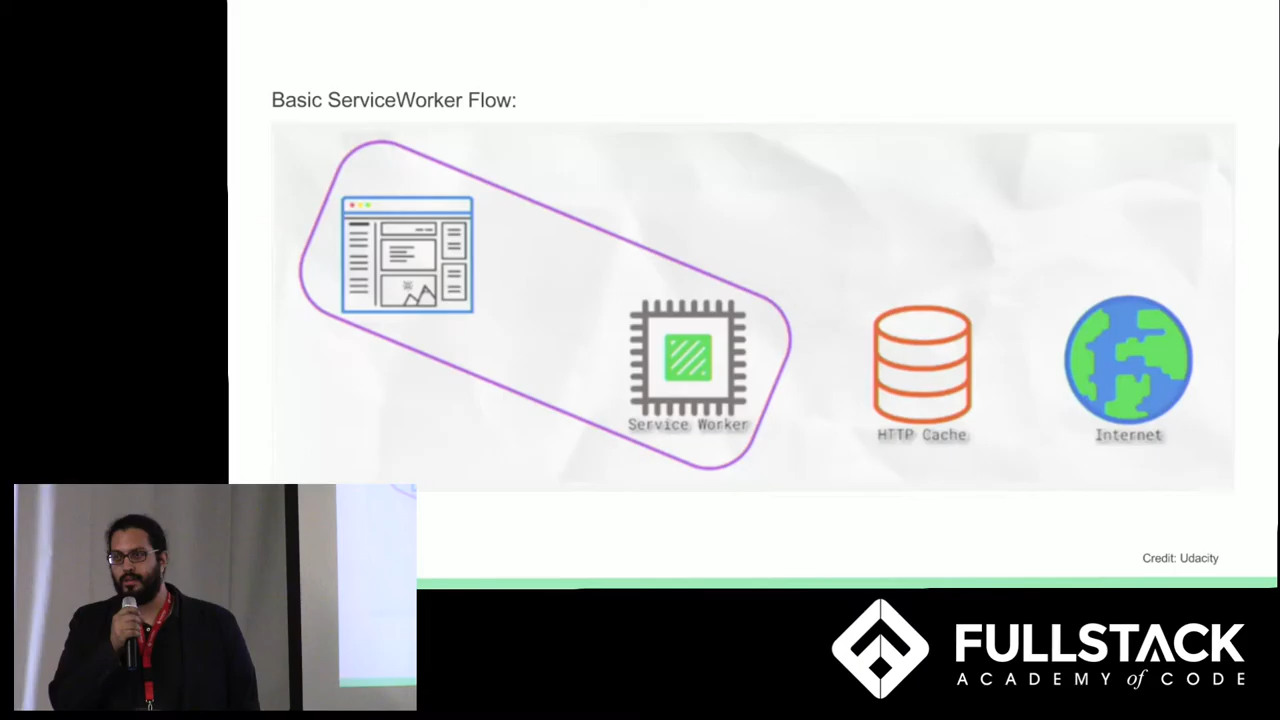 Basic ServiceWorker Flow:
Service Worker
HTTP Cache
Internet
Credit: Udacity
FULLSTACK
ACADEMY of CODE